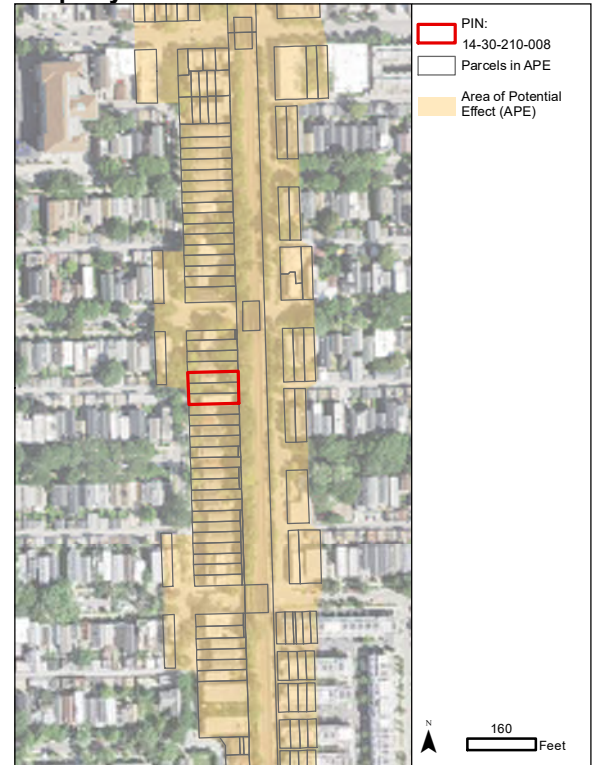 PIN:
14-30-210-008
Parcels in APE
Area of Potential
Effect (APE)
N
160
Feet